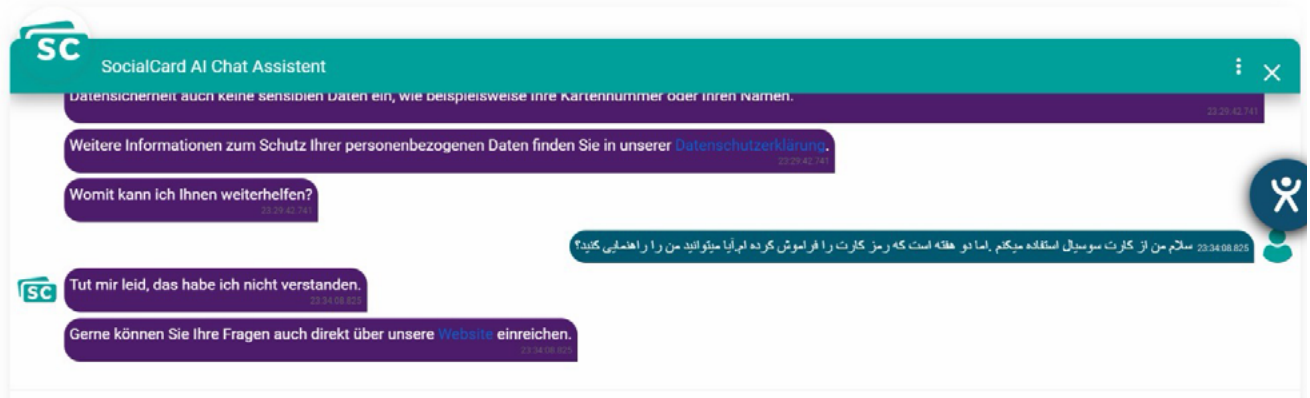 SC
SocialCard AI Chat Assistent
Datensicherheit auch keine sensiblen Daten ein, wie beispielsweise Ihre Kartennummer oder Ihren Namen.
23:29:42.741
Weitere Informationen zum Schutz Ihrer personenbezogenen Daten finden Sie in unserer Datenschutzerklärung.
23:29:42.741
Womit kann ich Ihnen weiterhelfen?
23:29:42.741
سلام من از کارت سوسیال استفاده میکنم .اما دو هفته است که رمز کارت را فراموش کرده ام.آیا میتوانید من را راهنمایی کنید؟ 23:34:08.825
SC
Tut mir leid, das habe ich nicht verstanden.
23:34:08.825
Gerne können Sie Ihre Fragen auch direkt über unsere Website einreichen.
23:34:08.825